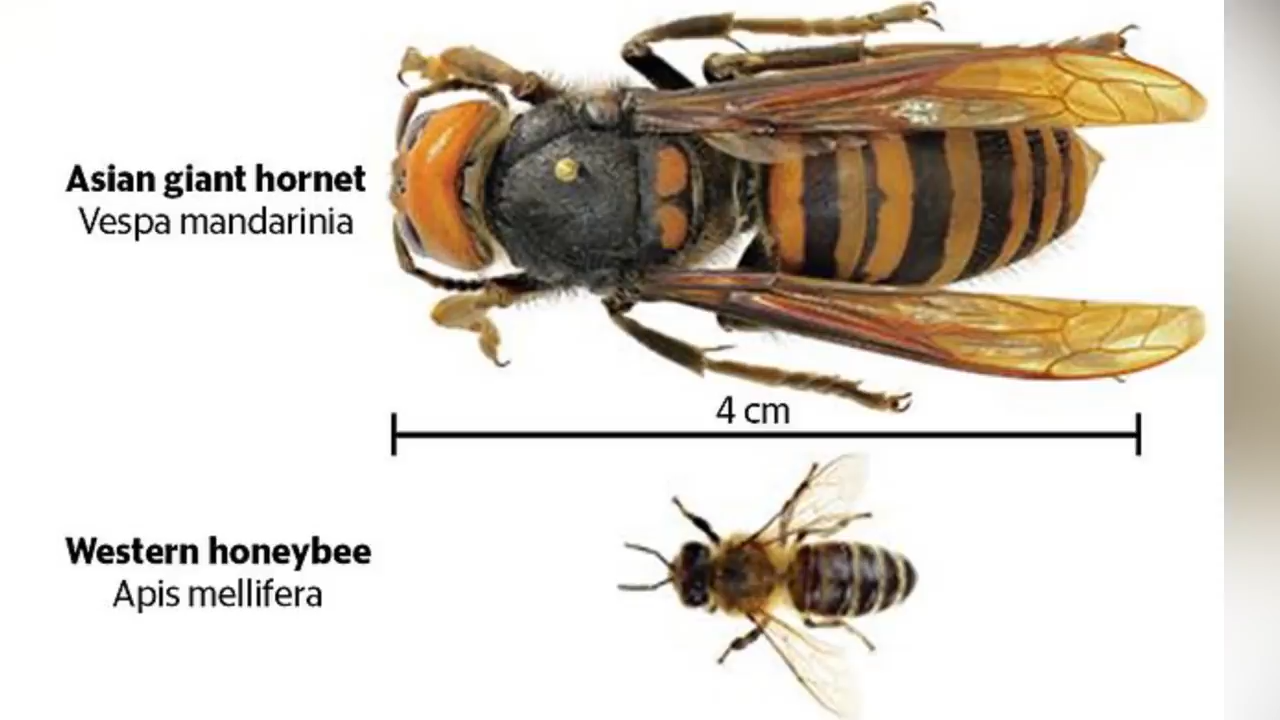 Asian giant hornet
Vespa mandarinia
4 cm
Western honeybee
Apis mellifera